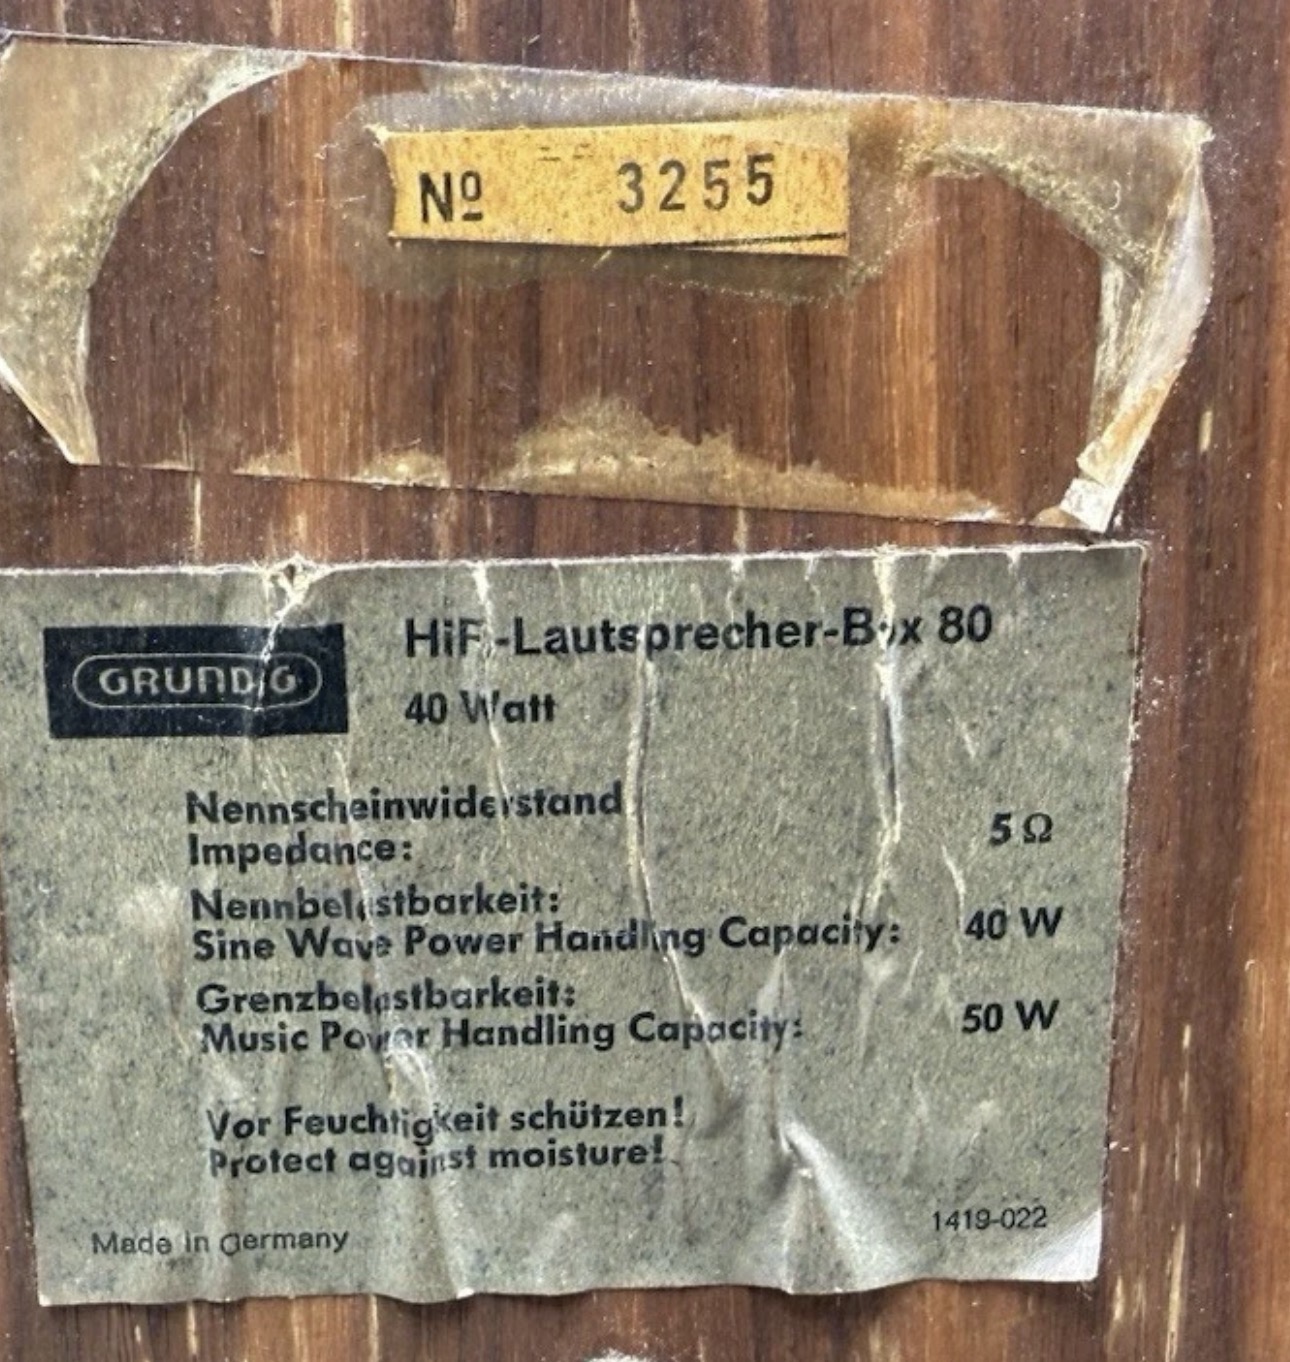 Nº 3255
GRUNDIG
HiFi-Lautsprecher-Box 80
40 Watt
Nennscheinwiderstand
Impedance: 5 Ω
Nennbelastbarkeit:
Sine Wave Power Handling Capacity: 40 W
Grenzbelastbarkeit:
Music Power Handling Capacity: 50 W
Vor Feuchtigkeit schützen!
Protect against moisture!
Made in Germany
1419-022